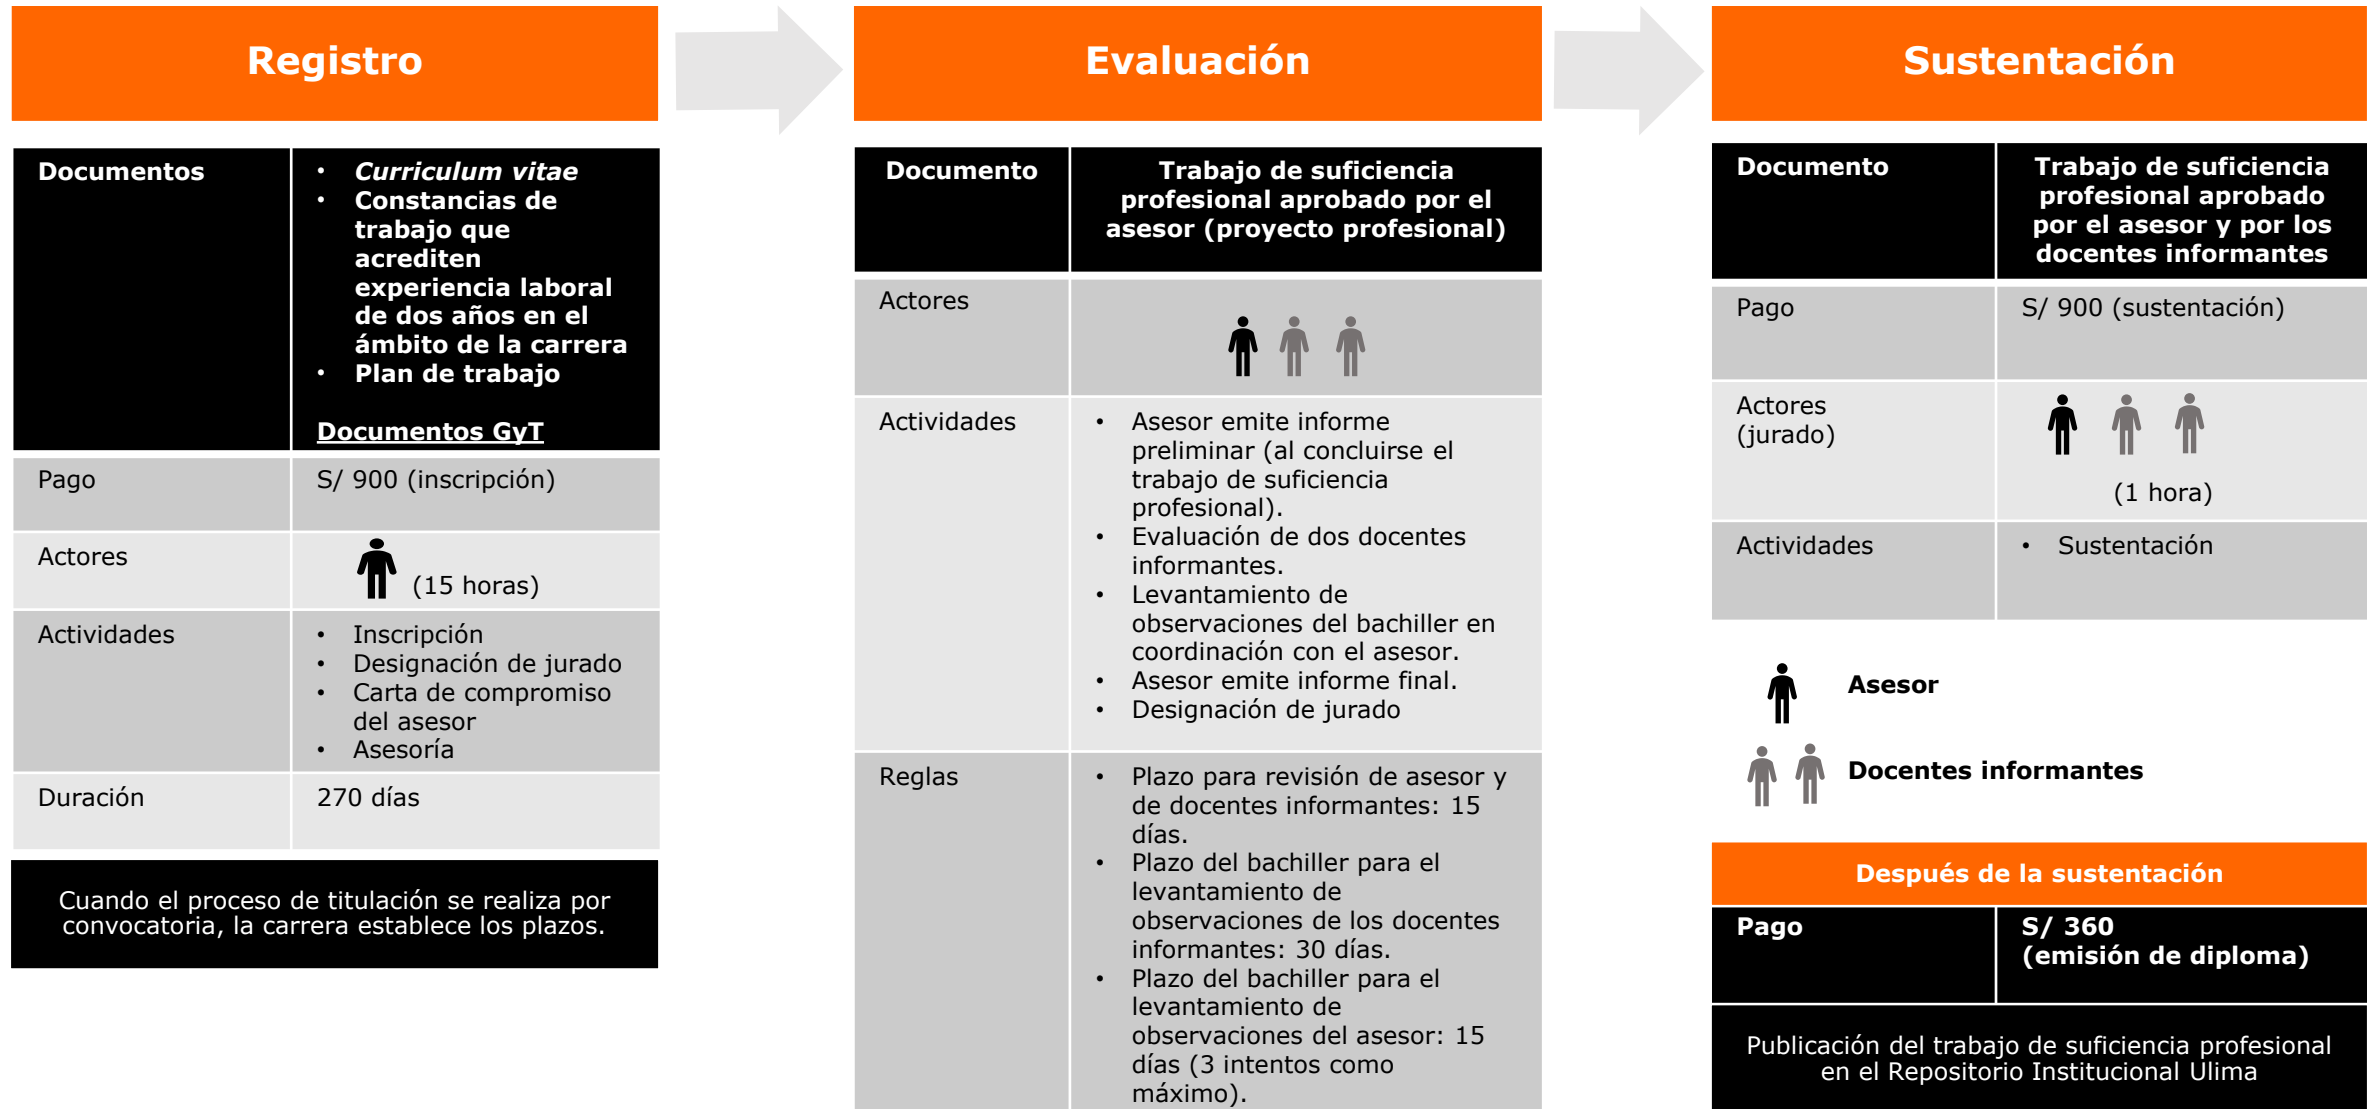 Registro
Documentos
• Curriculum vitae
• Constancias de
trabajo que
acrediten
experiencia laboral
de dos años en el
ámbito de la carrera
• Plan de trabajo
Documentos GyT
Pago
S/ 900 (inscripción)
Actores
(15 horas)
Actividades
• Inscripción
• Designación de jurado
• Carta de compromiso
del asesor
• Asesoría
Duración
270 días
Cuando el proceso de titulación se realiza por
convocatoria, la carrera establece los plazos.
Evaluación
Documento
Trabajo de suficiencia
profesional aprobado por el
asesor (proyecto profesional)
Actores
Actividades
• Asesor emite informe
preliminar (al concluirse el
trabajo de suficiencia
profesional).
• Evaluación de dos docentes
informantes.
• Levantamiento de
observaciones del bachiller en
coordinación con el asesor.
• Asesor emite informe final.
• Designación de jurado
Reglas
• Plazo para revisión de asesor y
de docentes informantes: 15
días.
• Plazo del bachiller para el
levantamiento de
observaciones de los docentes
informantes: 30 días.
• Plazo del bachiller para el
levantamiento de
observaciones del asesor: 15
días (3 intentos como
máximo).
Sustentación
Documento
Trabajo de suficiencia
profesional aprobado
por el asesor y por los
docentes informantes
Pago
S/ 900 (sustentación)
Actores
(jurado)
(1 hora)
Actividades
• Sustentación
Asesor
Docentes informantes
Después de la sustentación
Pago
S/ 360
(emisión de diploma)
Publicación del trabajo de suficiencia profesional
en el Repositorio Institucional Ulima